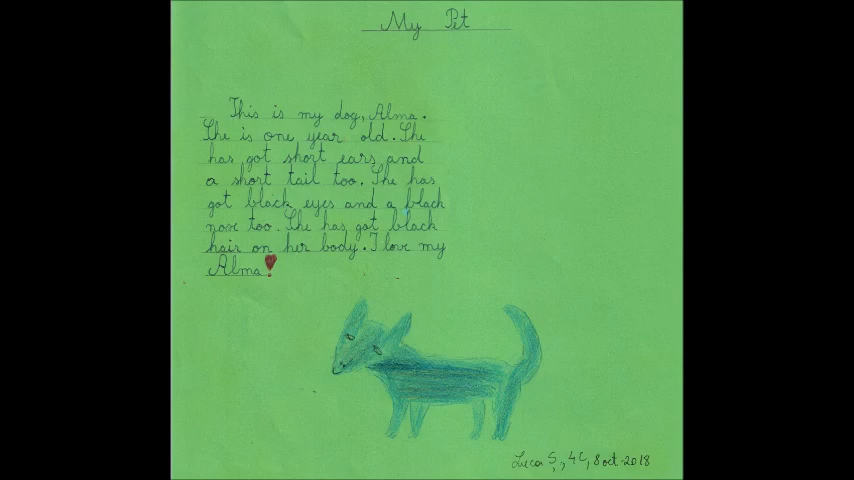 My Pet
This is my dog, Alma.
She is one year old. She
has got short ears and
a short tail too. She has
got black eyes and a black
nose too. She has got black
hair on her body. I love my
Alma!
Luca S., 4C, 8 oct. 2018